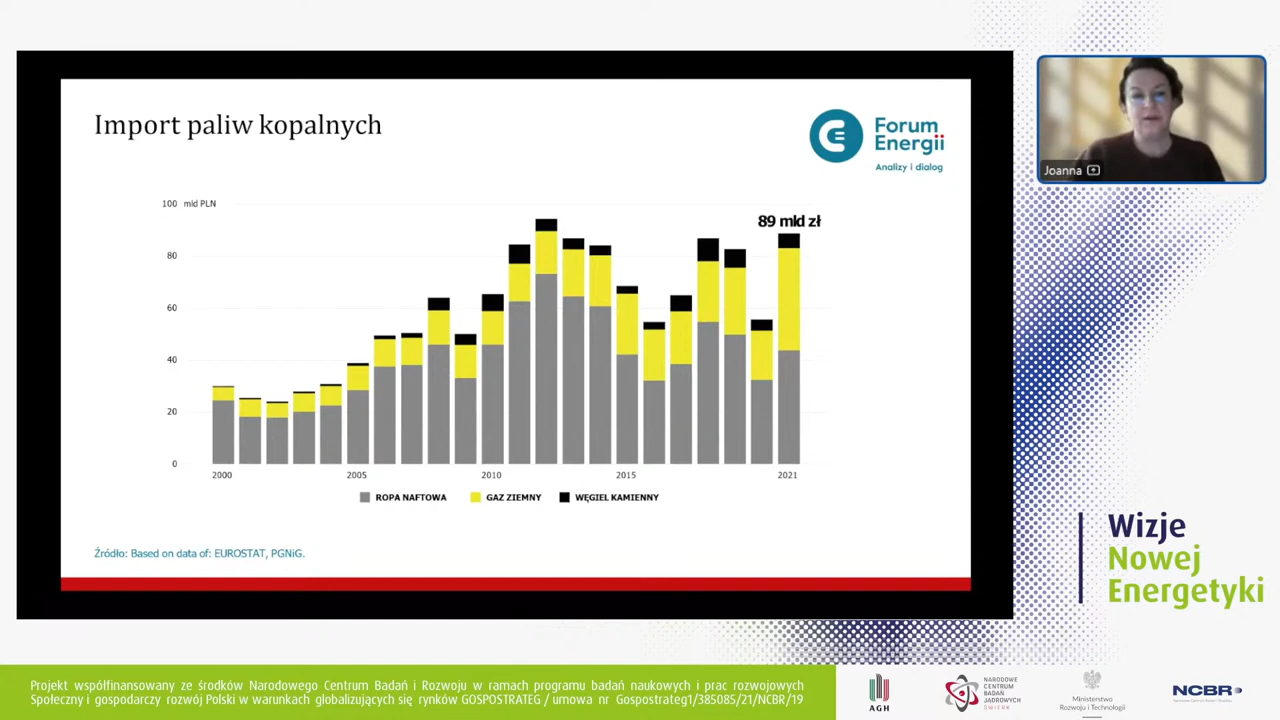 Import paliw kopalnych
Forum
Energii
Analizy i dialog
100 mld PLN
89 mld zł
80
60
40
20
0
2000 2005 2010 2015 2021
ROPA NAFTOWA GAZ ZIEMNY WĘGIEL KAMIENNY
Źródło: Based on data of: EUROSTAT, PGNiG.
Joanna
Wizje
Nowej
Energetyki
Projekt współfinansowany ze środków Narodowego Centrum Badań i Rozwoju w ramach programu badań naukowych i prac rozwojowych
Społeczny i gospodarczy rozwój Polski w warunkach globalizujących się rynków GOSPOSTRATEG / umowa nr Gospostrateg1/385085/21/NCBR/19
AGH
NARODOWE
CENTRUM
BADAŃ
JĄDROWYCH
ŚWIERK
Ministerstwo
Rozwoju i Technologii
NCBR